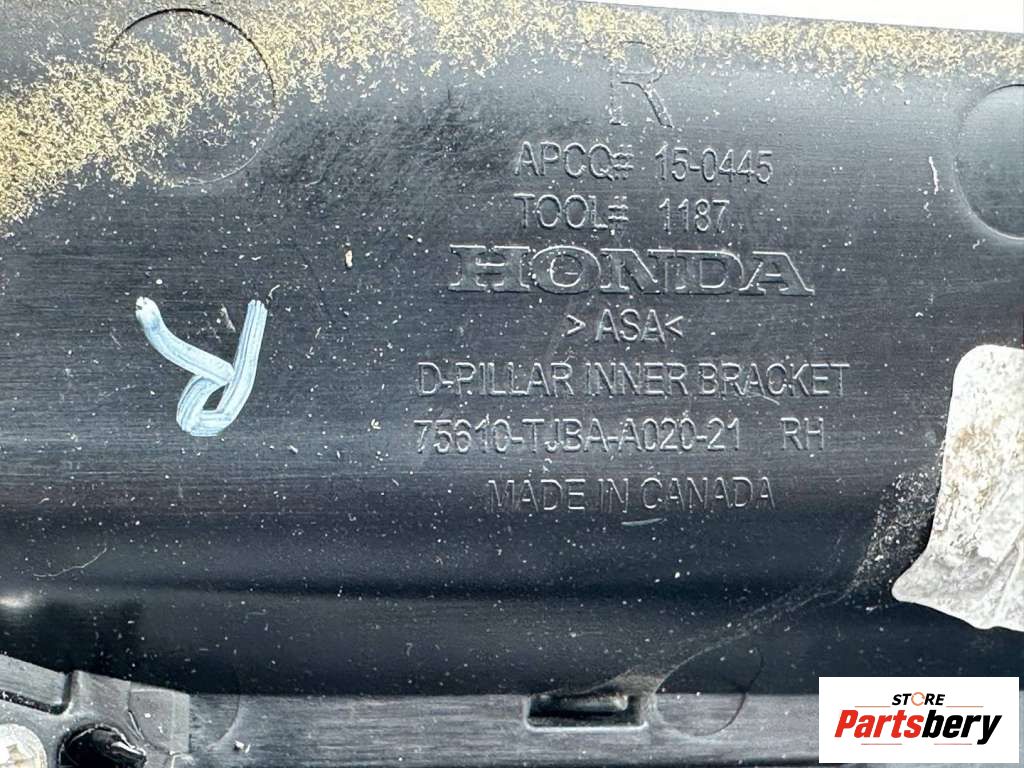 R
APCQ# 15-0445
TOOL# 1187
HONDA
>ASA<
D-PILLAR INNER BRACKET
75610-TJBA-A020-21 RH
MADE IN CANADA
R
STORE
Partsbery